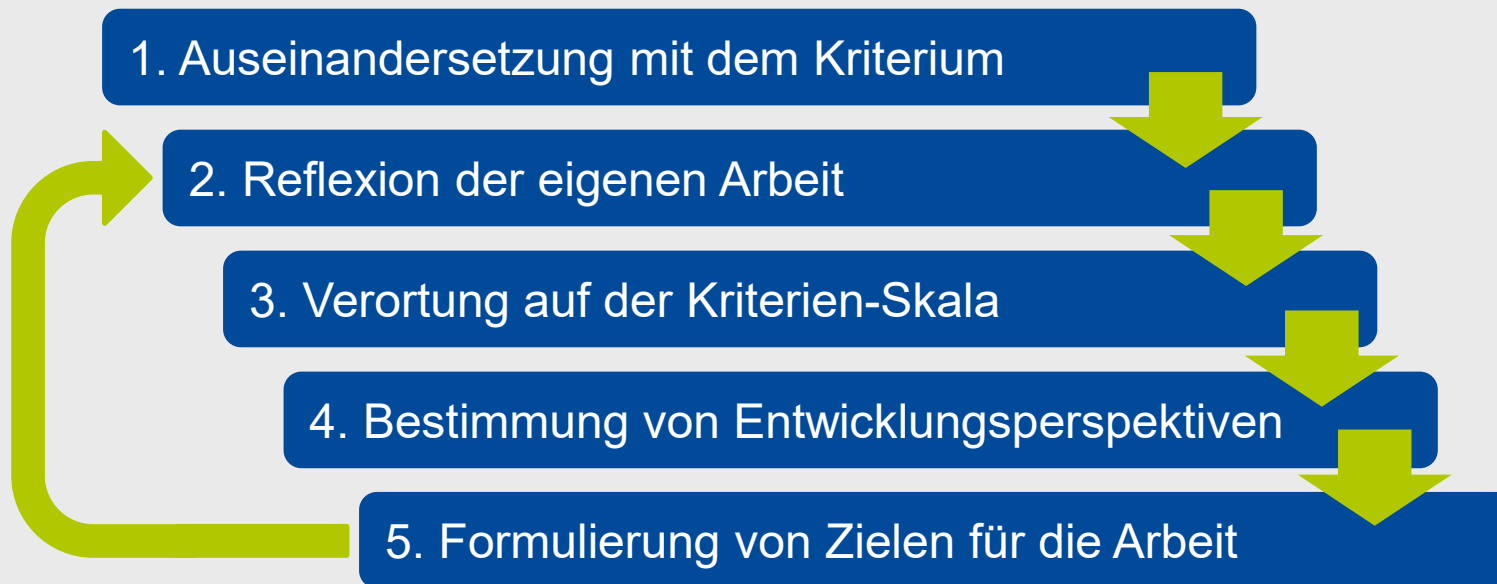 1. Auseinandersetzung mit dem Kriterium
2. Reflexion der eigenen Arbeit
3. Verortung auf der Kriterien-Skala
4. Bestimmung von Entwicklungsperspektiven
5. Formulierung von Zielen für die Arbeit